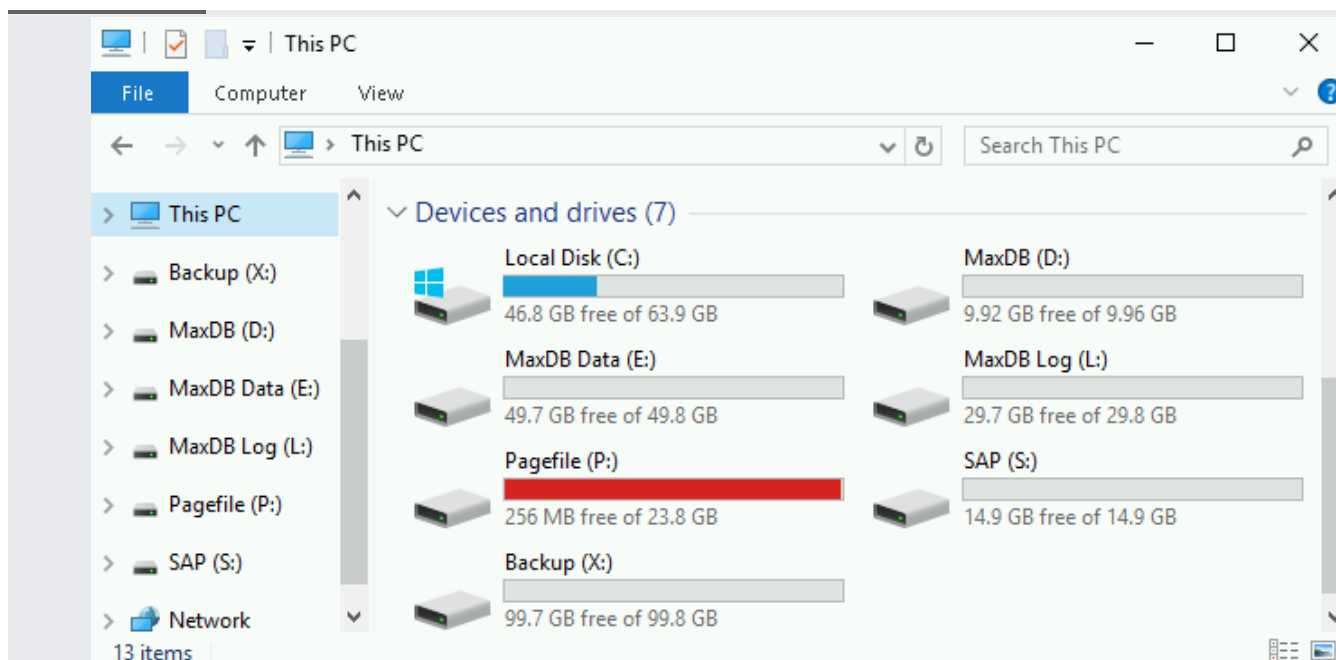 This PC
File Computer View
This PC
Search This PC
This PC
Backup (X:)
MaxDB (D:)
MaxDB Data (E:)
MaxDB Log (L:)
Pagefile (P:)
SAP (S:)
Network
Devices and drives (7)
Local Disk (C:)
46.8 GB free of 63.9 GB
MaxDB (D:)
9.92 GB free of 9.96 GB
MaxDB Data (E:)
49.7 GB free of 49.8 GB
MaxDB Log (L:)
29.7 GB free of 29.8 GB
Pagefile (P:)
256 MB free of 23.8 GB
SAP (S:)
14.9 GB free of 14.9 GB
Backup (X:)
99.7 GB free of 99.8 GB
13 items